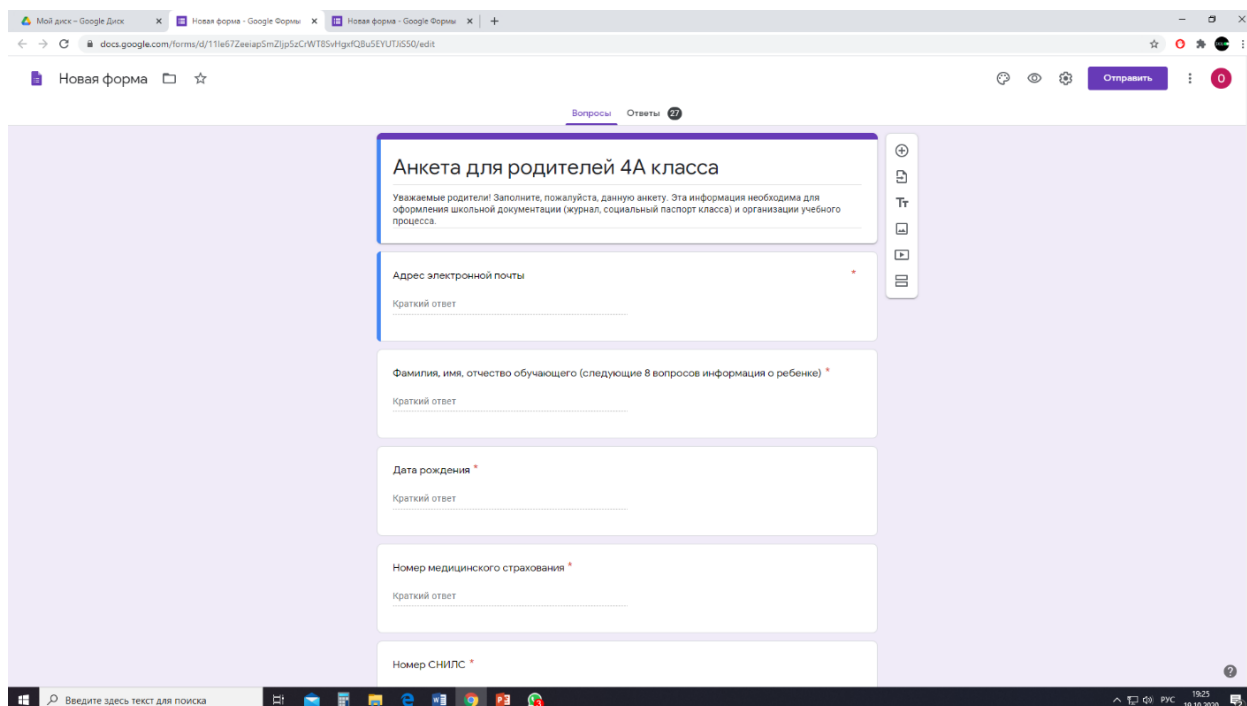 Мой диск – Google Диск
Новая форма - Google Формы
Новая форма - Google Формы
docs.google.com/forms/d/11le67ZeeiapSmZIjp5zCrWT8SvHgxfQBuSEYUTJiS50/edit
Новая форма
Отправить
O
Вопросы Ответы 27
Анкета для родителей 4А класса
Уважаемые родители! Заполните, пожалуйста, данную анкету. Эта информация необходима для
оформления школьной документации (журнал, социальный паспорт класса) и организации учебного
процесса.
Адрес электронной почты *
Краткий ответ
Фамилия, имя, отчество обучающего (следующие 8 вопросов информация о ребенке) *
Краткий ответ
Дата рождения *
Краткий ответ
Номер медицинского страхования *
Краткий ответ
Номер СНИЛС *
Введите здесь текст для поиска
РУС
19:25
19.10.2020